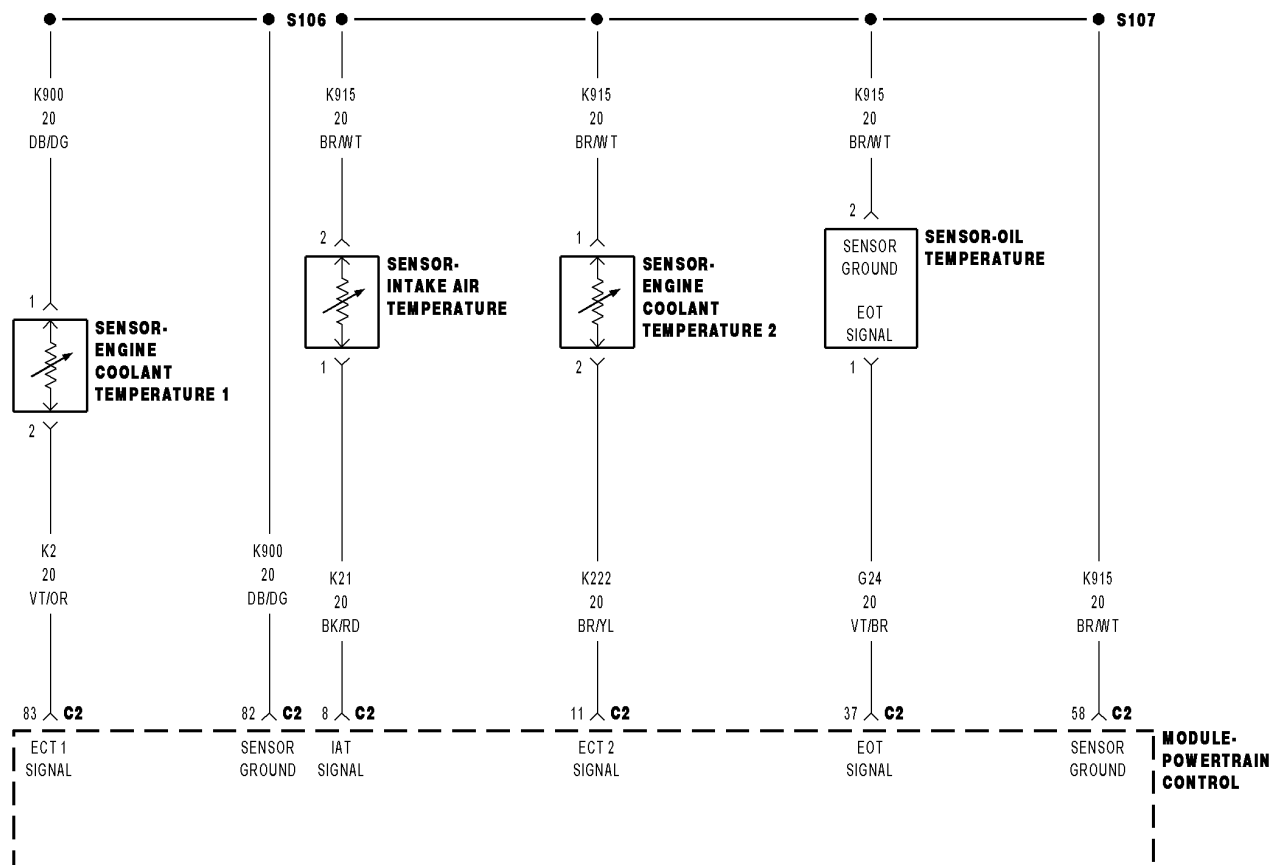 S106
S107
K900
20
DB/DG
K915
20
BR/WT
K915
20
BR/WT
K915
20
BR/WT
2
SENSOR
GROUND
EOT
SIGNAL
1
SENSOR-OIL
TEMPERATURE
2
1
SENSOR-
INTAKE AIR
TEMPERATURE
1
2
SENSOR-
ENGINE
COOLANT
TEMPERATURE 2
1
2
SENSOR-
ENGINE
COOLANT
TEMPERATURE 1
K2
20
VT/OR
K900
20
DB/DG
K21
20
BK/RD
K222
20
BR/YL
G24
20
VT/BR
K915
20
BR/WT
83 C2
82 C2
8 C2
11 C2
37 C2
58 C2
ECT 1
SIGNAL
SENSOR
GROUND
IAT
SIGNAL
ECT 2
SIGNAL
EOT
SIGNAL
SENSOR
GROUND
MODULE-
POWERTRAIN
CONTROL